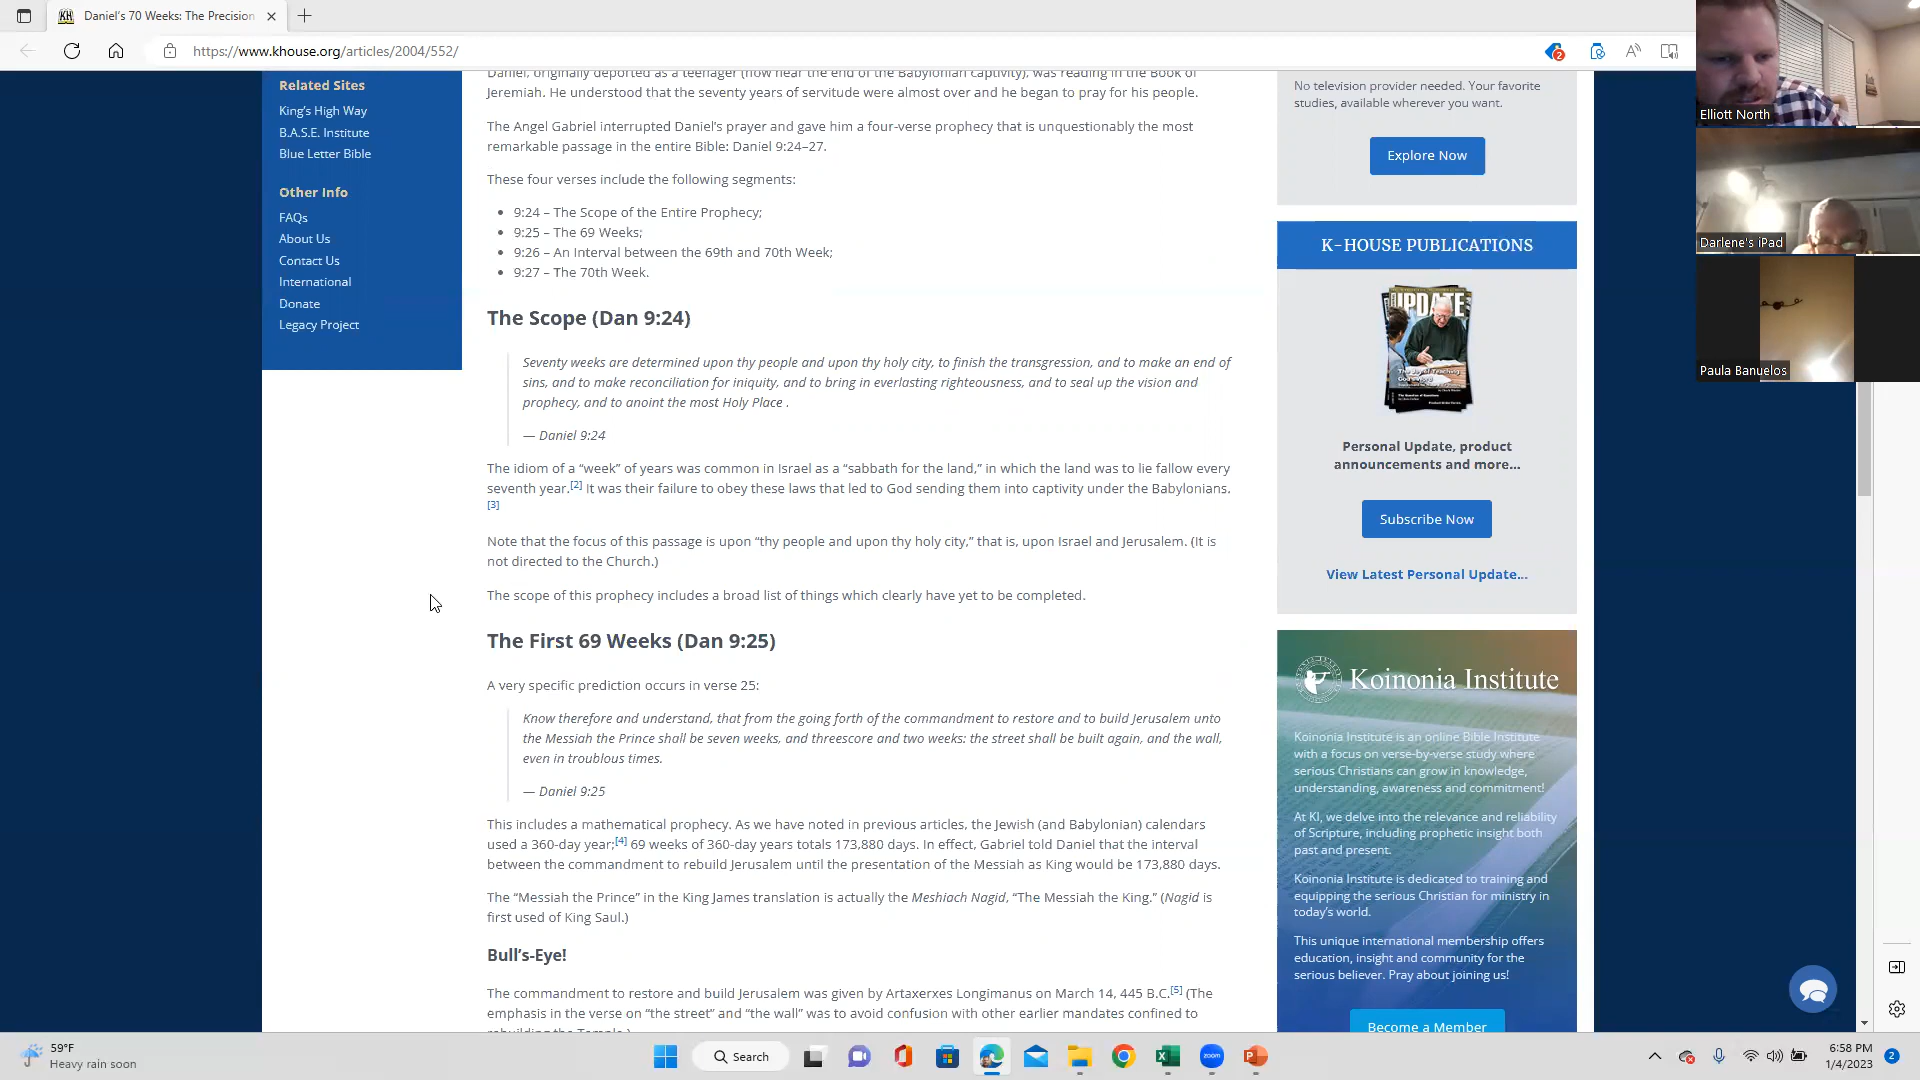 Daniel's 70 Weeks: The Precision
https://www.khouse.org/articles/2004/552/
2
Related Sites
King's High Way
B.A.S.E. Institute
Blue Letter Bible
Other Info
FAQs
About Us
Contact Us
International
Donate
Legacy Project
Daniel, originally deported as a teenager (now near the end of the Babylonian captivity), was reading in the Book of
Jeremiah. He understood that the seventy years of servitude were almost over and he began to pray for his people.
The Angel Gabriel interrupted Daniel's prayer and gave him a four-verse prophecy that is unquestionably the most
remarkable passage in the entire Bible: Daniel 9:24–27.
These four verses include the following segments:
• 9:24 – The Scope of the Entire Prophecy;
• 9:25 – The 69 Weeks;
• 9:26 – An Interval between the 69th and 70th Week;
• 9:27 – The 70th Week.
The Scope (Dan 9:24)
Seventy weeks are determined upon thy people and upon thy holy city, to finish the transgression, and to make an end of
sins, and to make reconciliation for iniquity, and to bring in everlasting righteousness, and to seal up the vision and
prophecy, and to anoint the most Holy Place .
— Daniel 9:24
The idiom of a “week” of years was common in Israel as a “sabbath for the land,” in which the land was to lie fallow every
seventh year.[2] It was their failure to obey these laws that led to God sending them into captivity under the Babylonians.
[3]
Note that the focus of this passage is upon “thy people and upon thy holy city,” that is, upon Israel and Jerusalem. (It is
not directed to the Church.)
The scope of this prophecy includes a broad list of things which clearly have yet to be completed.
The First 69 Weeks (Dan 9:25)
A very specific prediction occurs in verse 25:
Know therefore and understand, that from the going forth of the commandment to restore and to build Jerusalem unto
the Messiah the Prince shall be seven weeks, and threescore and two weeks: the street shall be built again, and the wall,
even in troublous times.
— Daniel 9:25
This includes a mathematical prophecy. As we have noted in previous articles, the Jewish (and Babylonian) calendars
used a 360-day year;[4] 69 weeks of 360-day years totals 173,880 days. In effect, Gabriel told Daniel that the interval
between the commandment to rebuild Jerusalem until the presentation of the Messiah as King would be 173,880 days.
The “Messiah the Prince” in the King James translation is actually the Meshiach Nagid, “The Messiah the King.” (Nagid is
first used of King Saul.)
Bull's-Eye!
The commandment to restore and build Jerusalem was given by Artaxerxes Longimanus on March 14, 445 B.C.[5] (The
emphasis in the verse on “the street” and “the wall” was to avoid confusion with other earlier mandates confined to
rebuilding the Temple.)
No television provider needed. Your favorite
studies, available wherever you want.
Explore Now
K-HOUSE PUBLICATIONS
UPDATE
Personal Update, product
announcements and more...
Subscribe Now
View Latest Personal Update...
Koinonia Institute
Koinonia Institute is an online Bible Institute
with a focus on verse-by-verse study where
serious Christians can grow in knowledge,
understanding, awareness and commitment!
At KI, we delve into the relevance and reliability
of Scripture, including prophetic insight both
past and present.
Koinonia Institute is dedicated to training and
equipping the serious Christian for ministry in
today's world.
This unique international membership offers
education, insight and community for the
serious believer. Pray about joining us!
Become a Member
Elliott North
Darlene's iPad
Paula Banuelos
59°F
Heavy rain soon
Search
zoom
6:58 PM
1/4/2023
2